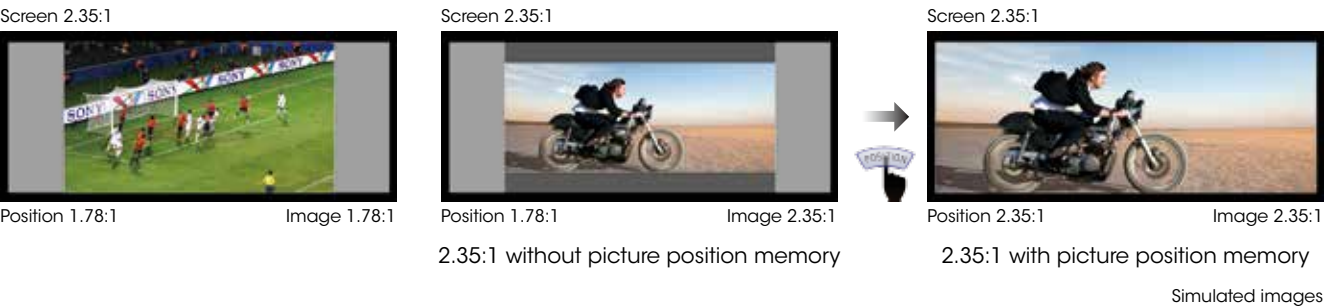 Screen 2.35:1
Screen 2.35:1
Screen 2.35:1
SONY
SONY
SONY
SONY
POSITION
Position 1.78:1
Image 1.78:1
Position 1.78:1
Image 2.35:1
Position 2.35:1
Image 2.35:1
2.35:1 without picture position memory
2.35:1 with picture position memory
Simulated images